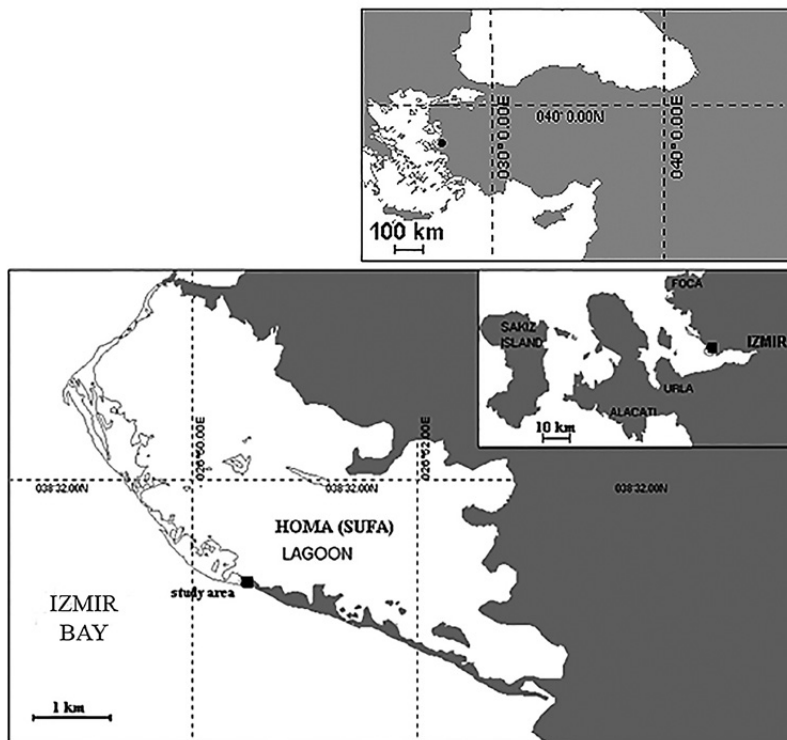 040° 0.00N
030° 0.00E
040° 0.00E
100 km
FOCA
SAKIZ
ISLAND
IZMIR
URLA
ALACATI
10 km
026°50.00E
026°52.00E
038°32.00N
038°32.00N
038°32.00N
HOMA (SUFA)
LAGOON
study area
IZMIR
BAY
1 km